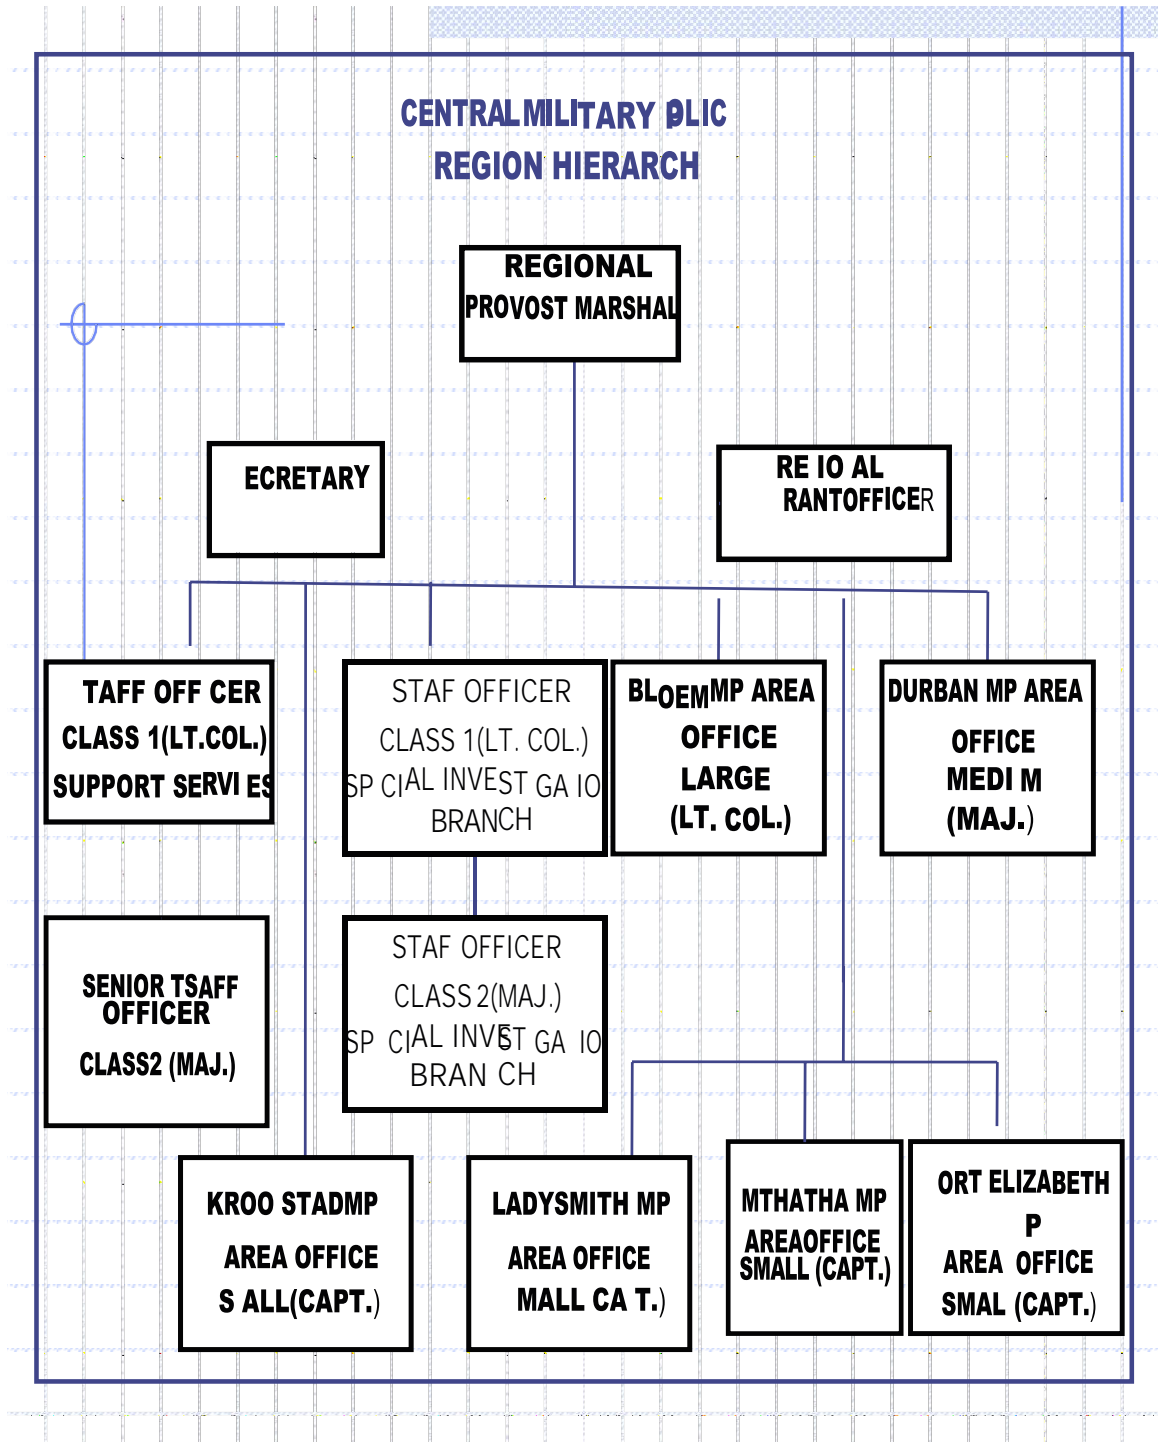 CENTRAL MILITARY POLIC
REGION HIERARCH
REGIONAL
PROVOST MARSHAL
ECRETARY
RE IO AL
RANTOFFICER
TAFF OFF CER
CLASS 1(LT.COL.)
SUPPORT SERVI ES
STAF OFFICER
CLASS 1(LT. COL.)
SP CIAL INVEST GA IO
BRANCH
BLOEMMP AREA
OFFICE
LARGE
(LT. COL.)
DURBAN MP AREA
OFFICE
MEDI M
(MAJ.)
SENIOR TSAFF
OFFICER
CLASS2 (MAJ.)
STAF OFFICER
CLASS 2(MAJ.)
SP CIAL INVEST GA IO
BRAN CH
KROO STADMP
AREA OFFICE
S ALL(CAPT.)
LADYSMITH MP
AREA OFFICE
MALL CA T.)
MTHATHA MP
AREAOFFICE
SMALL (CAPT.)
ORT ELIZABETH
P
AREA OFFICE
SMAL (CAPT.)